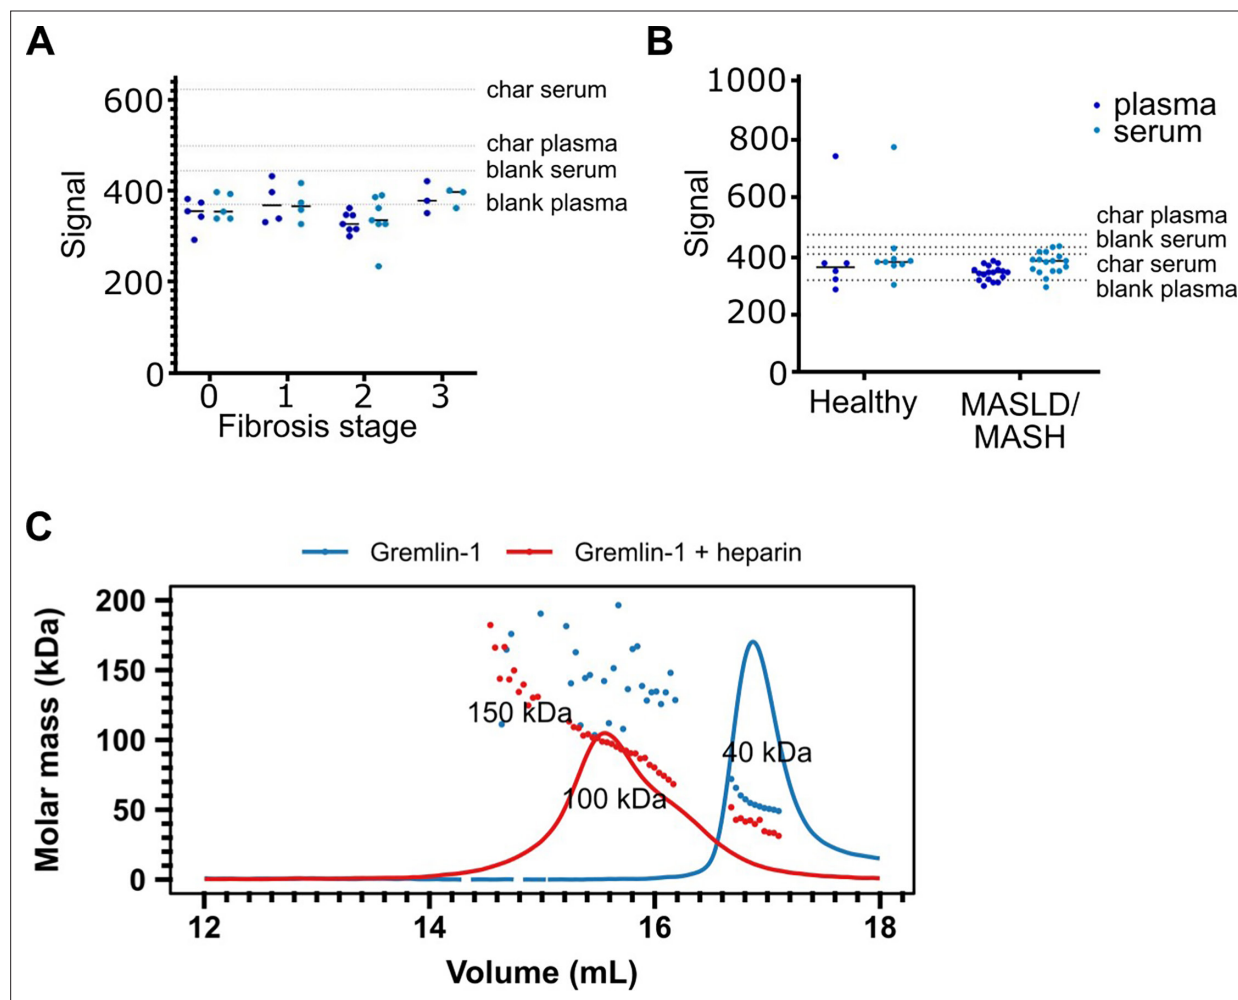 A
Signal
600
400
200
0
char serum
char plasma
blank serum
blank plasma
0 1 2 3
Fibrosis stage
B
Signal
1000
800
600
400
200
0
plasma
serum
char plasma
blank serum
char serum
blank plasma
Healthy
MASLD/
MASH
C
Gremlin-1 Gremlin-1 + heparin
Molar mass (kDa)
200
150
100
50
0
150 kDa
100 kDa
40 kDa
12 14 16 18
Volume (mL)